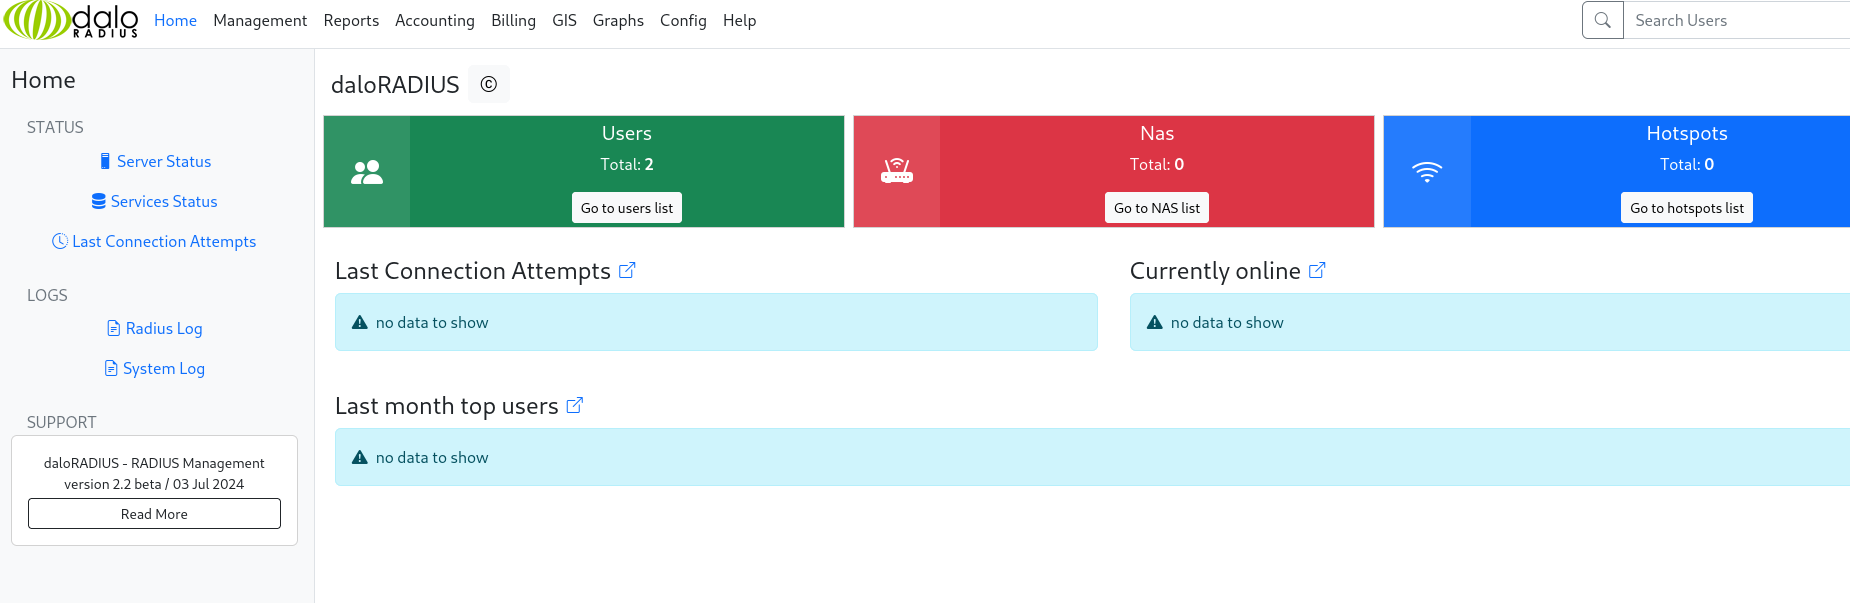 dalo RADIUS Home Management Reports Accounting Billing GIS Graphs Config Help Search Users
Home
STATUS
Server Status
Services Status
Last Connection Attempts
LOGS
Radius Log
System Log
SUPPORT
daloRADIUS - RADIUS Management
version 2.2 beta / 03 Jul 2024
Read More
daloRADIUS ©
Users
Total: 2
Go to users list
Nas
Total: 0
Go to NAS list
Hotspots
Total: 0
Go to hotspots list
Last Connection Attempts
no data to show
Currently online
no data to show
Last month top users
no data to show